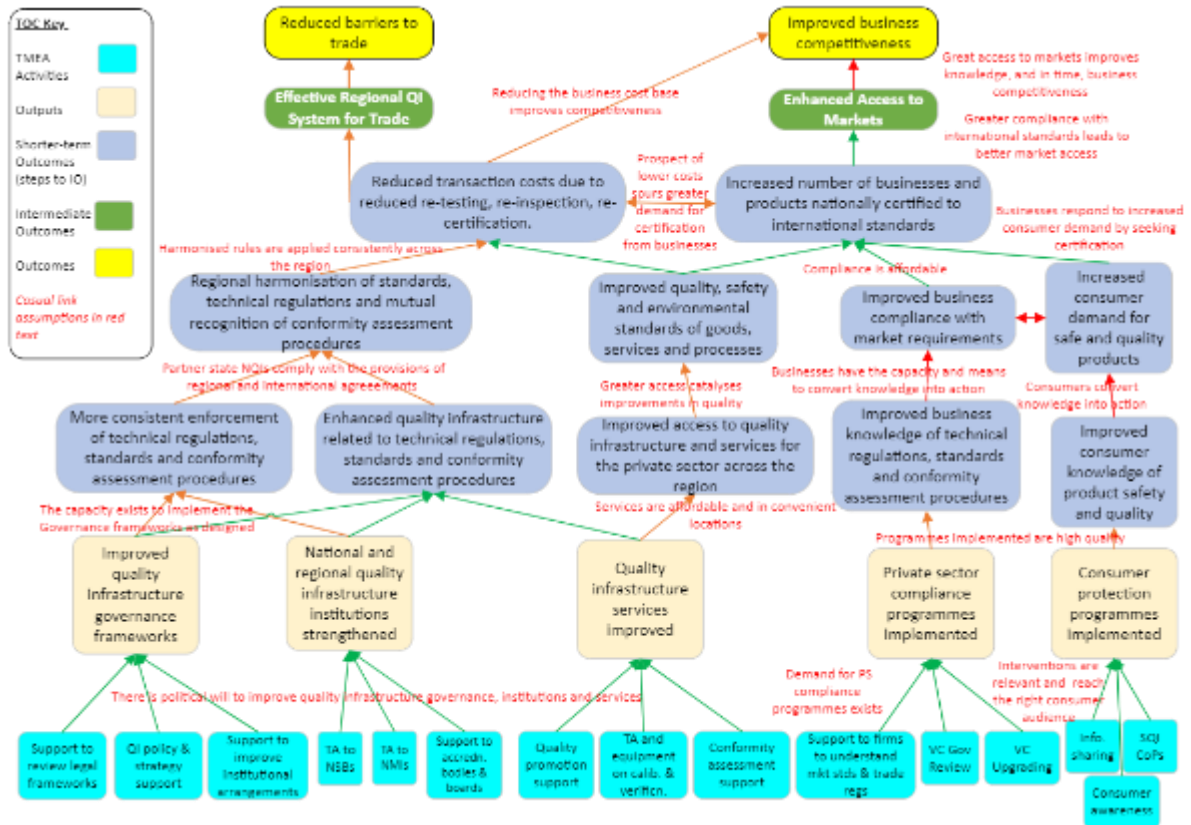 TOC Key
TMEA
Activities
Outputs
Shorter-term
Outcomes
(steps to IO)
Intermediate
Outcomes
Outcomes
Casual link
assumptions in red
text
Reduced barriers to
trade
Improved business
competitiveness
Effective Regional QI
System for Trade
Reducing the business cost base
improves competitiveness
Enhanced Access to
Markets
Great access to markets improves
knowledge, and in time, business
competitiveness
Greater compliance with
international standards leads to
better market access
Reduced transaction costs due to
reduced re-testing, re-inspection, re-
certification.
Prospect of
lower costs
spurs greater
demand for
certification
from businesses
Increased number of businesses and
products nationally certified to
international standards
Businesses respond to increased
consumer demand by seeking
certification
Harmonised rules are applied consistently across
the region
Compliance is affordable
Regional harmonisation of standards,
technical regulations and mutual
recognition of conformity assessment
procedures
Improved quality, safety
and environmental
standards of goods,
services and processes
Improved business
compliance with
market requirements
Increased
consumer
demand for
safe and quality
products
Partner state NQIs comply with the provisions of
regional and international agreeements
Greater access catalyses
improvements in quality
Businesses have the capacity and means
to convert knowledge into action
Consumers convert
knowledge into action
More consistent enforcement
of technical regulations,
standards and conformity
assessment procedures
Enhanced quality infrastructure
related to technical regulations,
standards and conformity
assessment procedures
Improved access to quality
infrastructure and services for
the private sector across the
region
Improved business
knowledge of technical
regulations, standards
and conformity
assessment procedures
Improved
consumer
knowledge of
product safety
and quality
The capacity exists to implement the
Governance frameworks as designed
Services are affordable and in convenient
locations
Programmes implemented are high quality
Improved
quality
Infrastructure
governance
frameworks
National and
regional quality
infrastructure
institutions
strengthened
Quality
infrastructure
services
improved
Private sector
compliance
programmes
Implemented
Consumer
protection
programmes
Implemented
There is political will to improve quality infrastructure governance, institutions and services
Demand for PS
compliance
programmes exists
Interventions are
relevant and reach
the right consumer
audience
Support to
review legal
frameworks
QI policy &
strategy
support
Support to
improve
Institutional
arrangements
TA to
NSBs
TA to
NMIs
Support to
accredn.
bodies &
boards
Quality
promotion
support
TA and
equipment
on calib. &
verificn.
Conformity
assessment
support
Support to firms
to understand
mkt stds & trade
regs
VC Gov
Review
VC
Upgrading
Info.
sharing
SQI
CoPs
Consumer
awareness